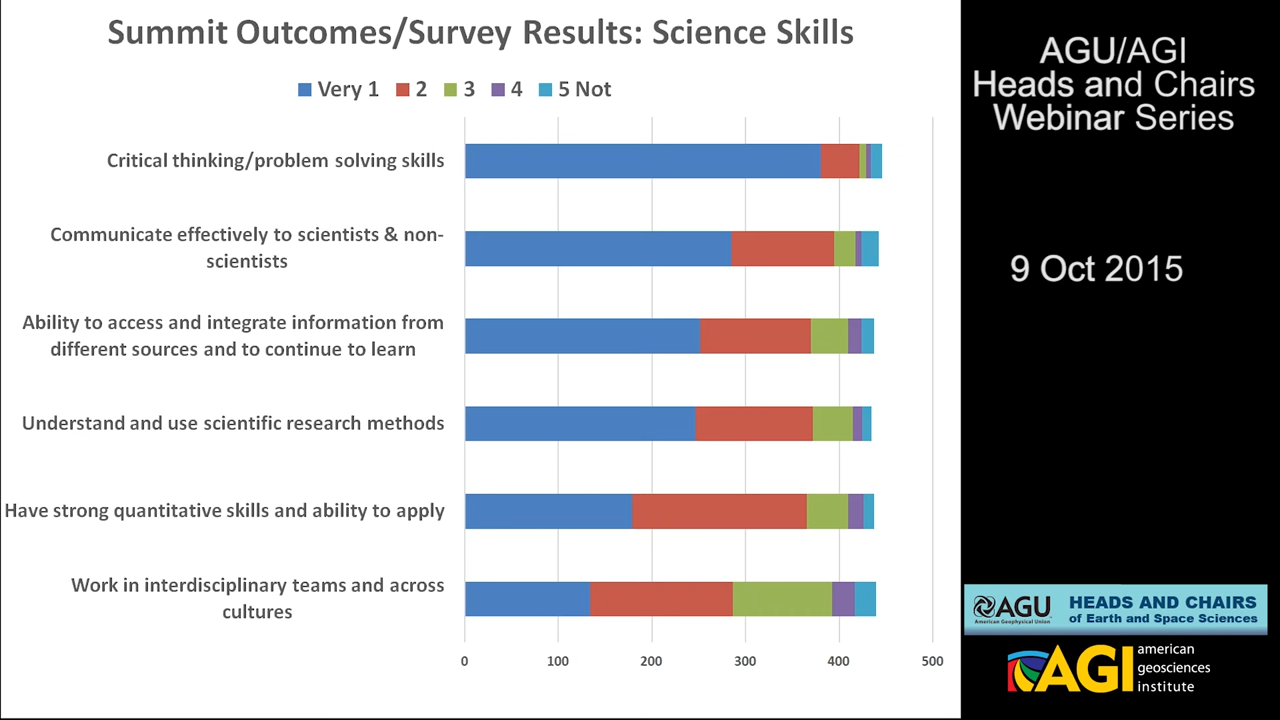 Summit Outcomes/Survey Results: Science Skills
Very 1 2 3 4 5 Not
Critical thinking/problem solving skills
Communicate effectively to scientists & non-
scientists
Ability to access and integrate information from
different sources and to continue to learn
Understand and use scientific research methods
Have strong quantitative skills and ability to apply
Work in interdisciplinary teams and across
cultures
0 100 200 300 400 500
AGU/AGI
Heads and Chairs
Webinar Series
9 Oct 2015
AGU
American Geophysical Union
HEADS AND CHAIRS
of Earth and Space Sciences
AGI
american
geosciences
institute